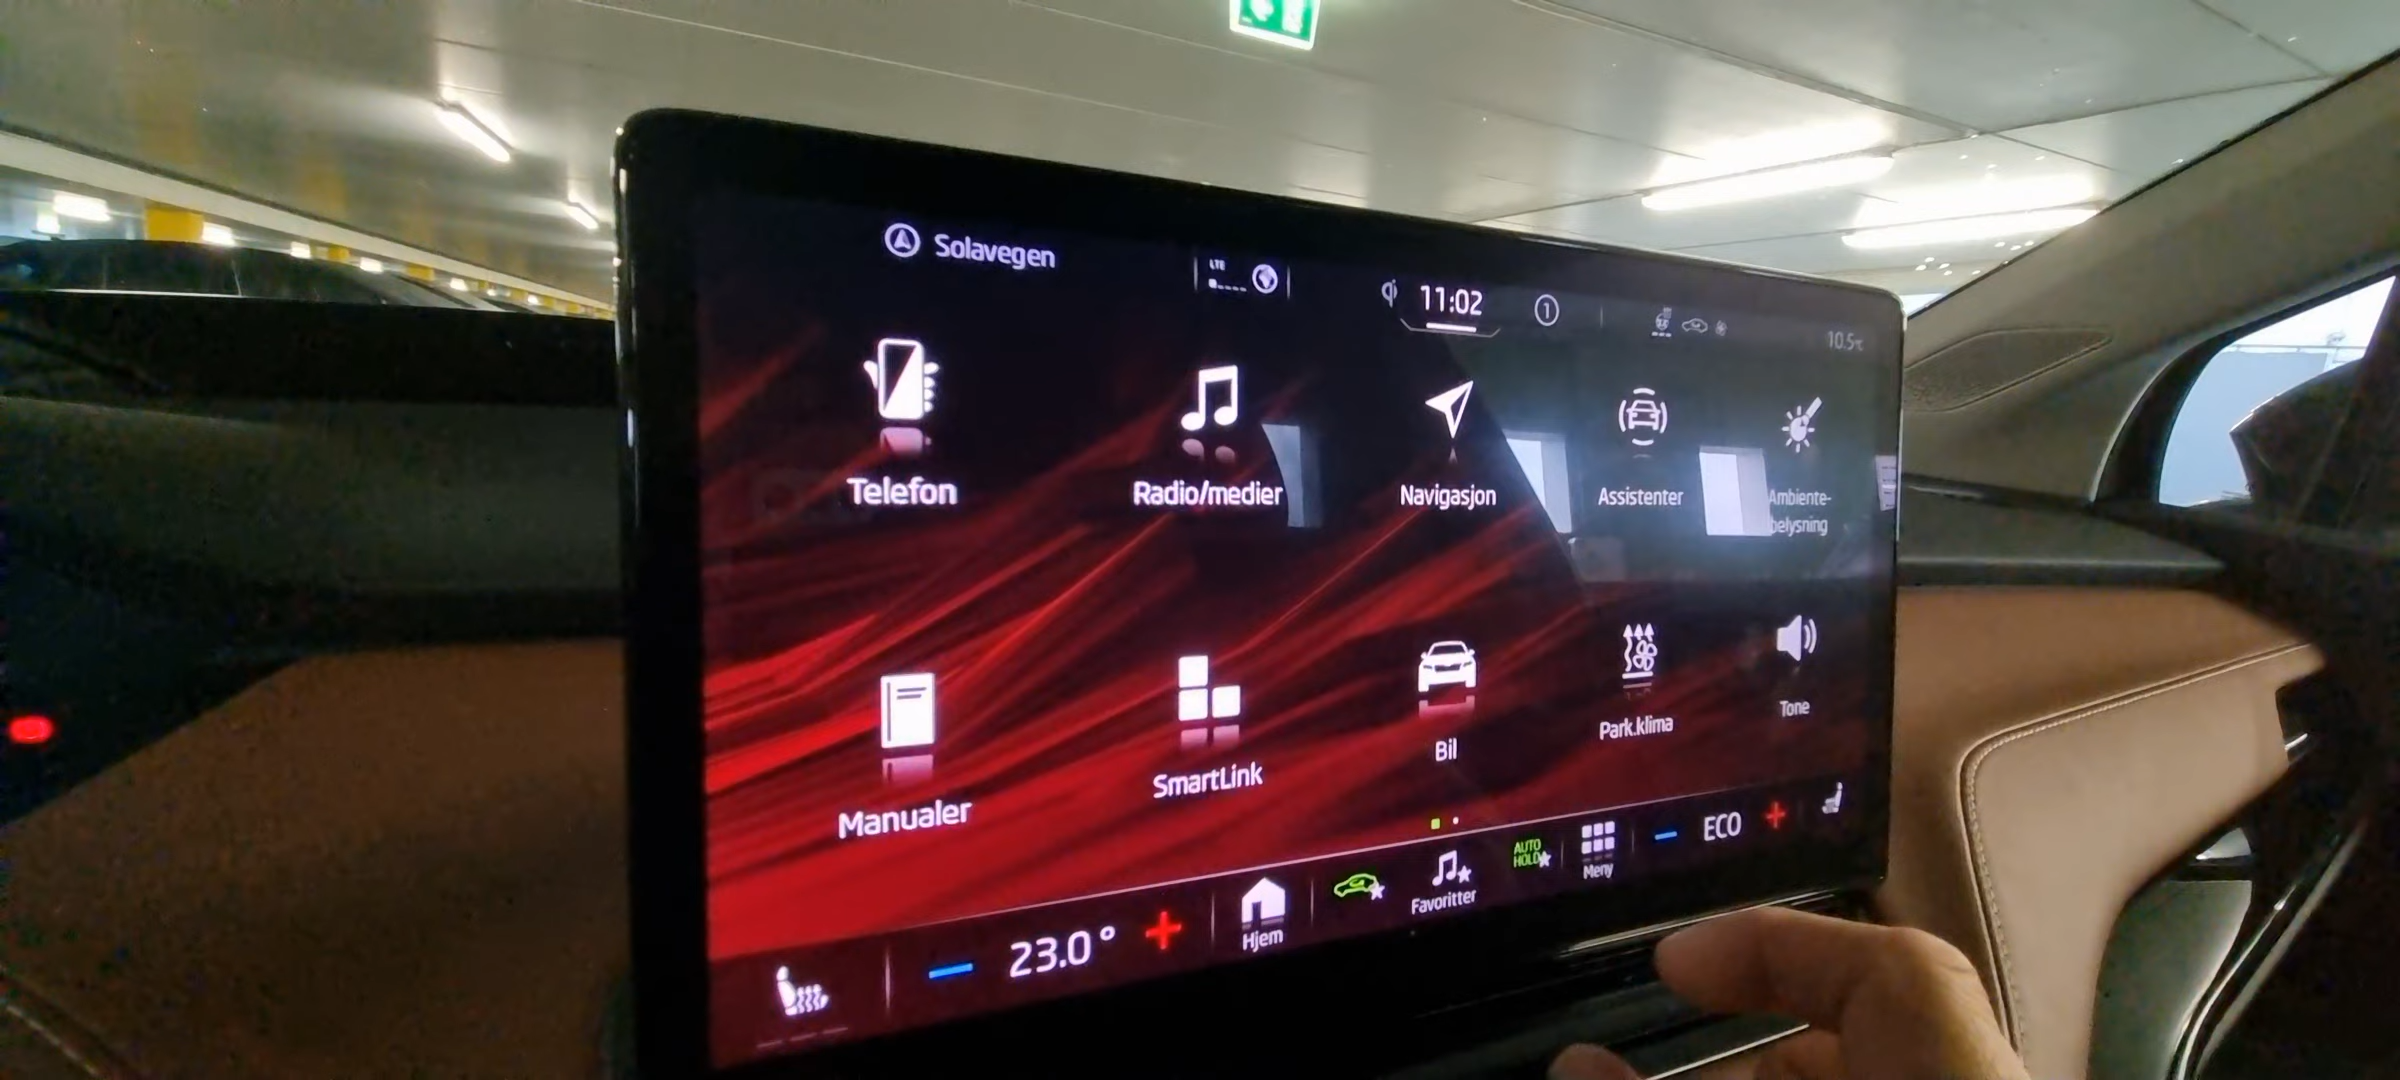 Solavegen
LTE
11:02
1
10.5°C
Telefon
Radio/medier
Navigasjon
Assistenter
Ambiente-
belysning
Manualer
SmartLink
Bil
Park.klima
Tone
23.0°
Hjem
Favoritter
AUTO
HOLD
Meny
ECO